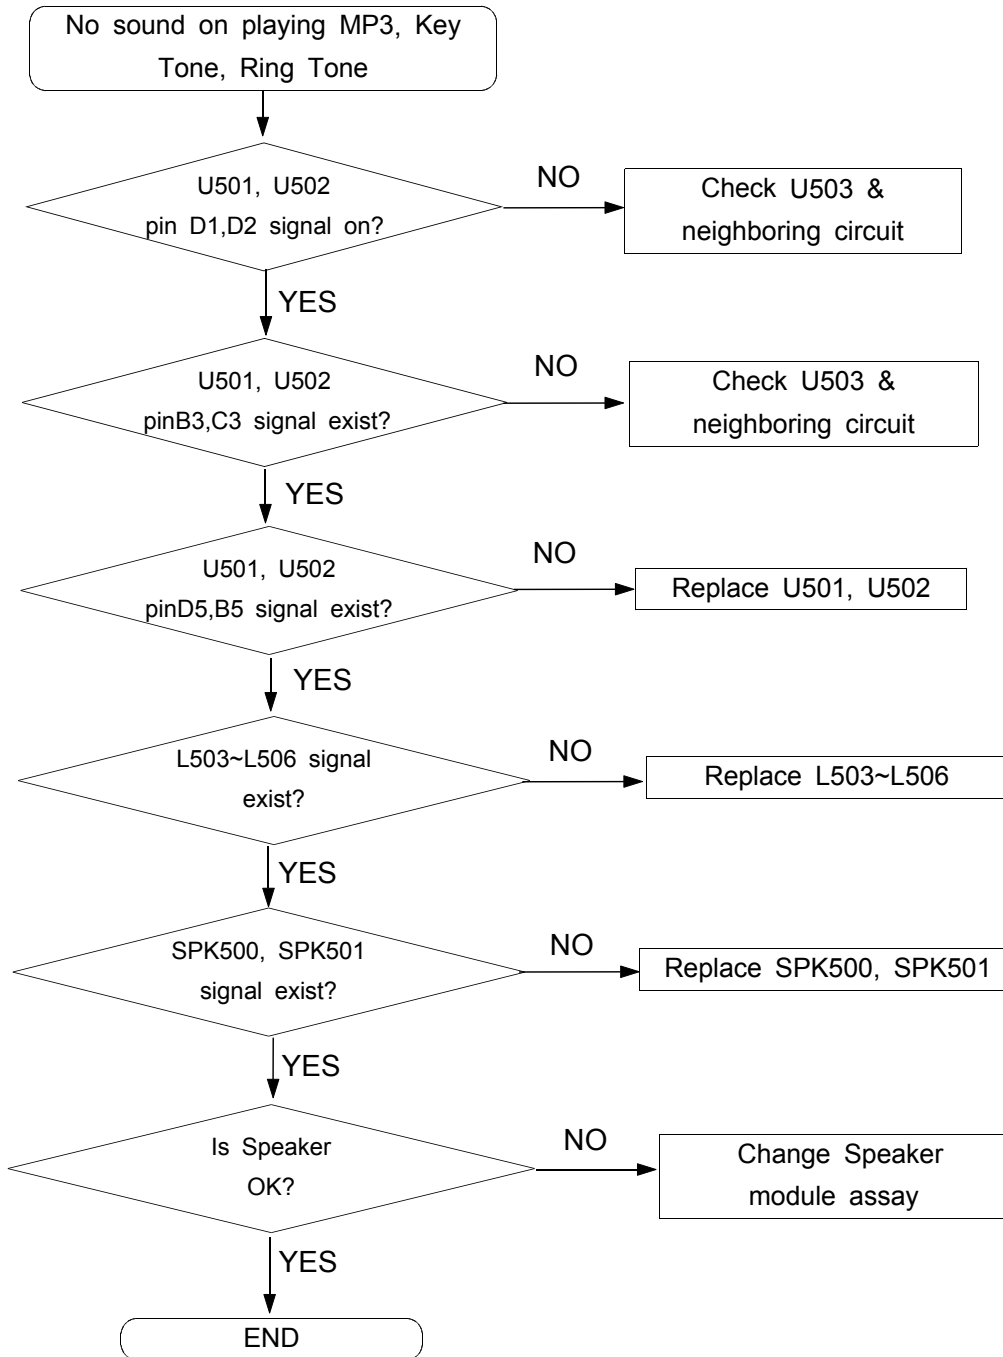 No sound on playing MP3, Key
Tone, Ring Tone
U501, U502
pin D1,D2 signal on?
NO
Check U503 &
neighboring circuit
YES
U501, U502
pinB3,C3 signal exist?
NO
Check U503 &
neighboring circuit
YES
U501, U502
pinD5,B5 signal exist?
NO
Replace U501, U502
YES
L503~L506 signal
exist?
NO
Replace L503~L506
YES
SPK500, SPK501
signal exist?
NO
Replace SPK500, SPK501
YES
Is Speaker
OK?
NO
Change Speaker
module assay
YES
END